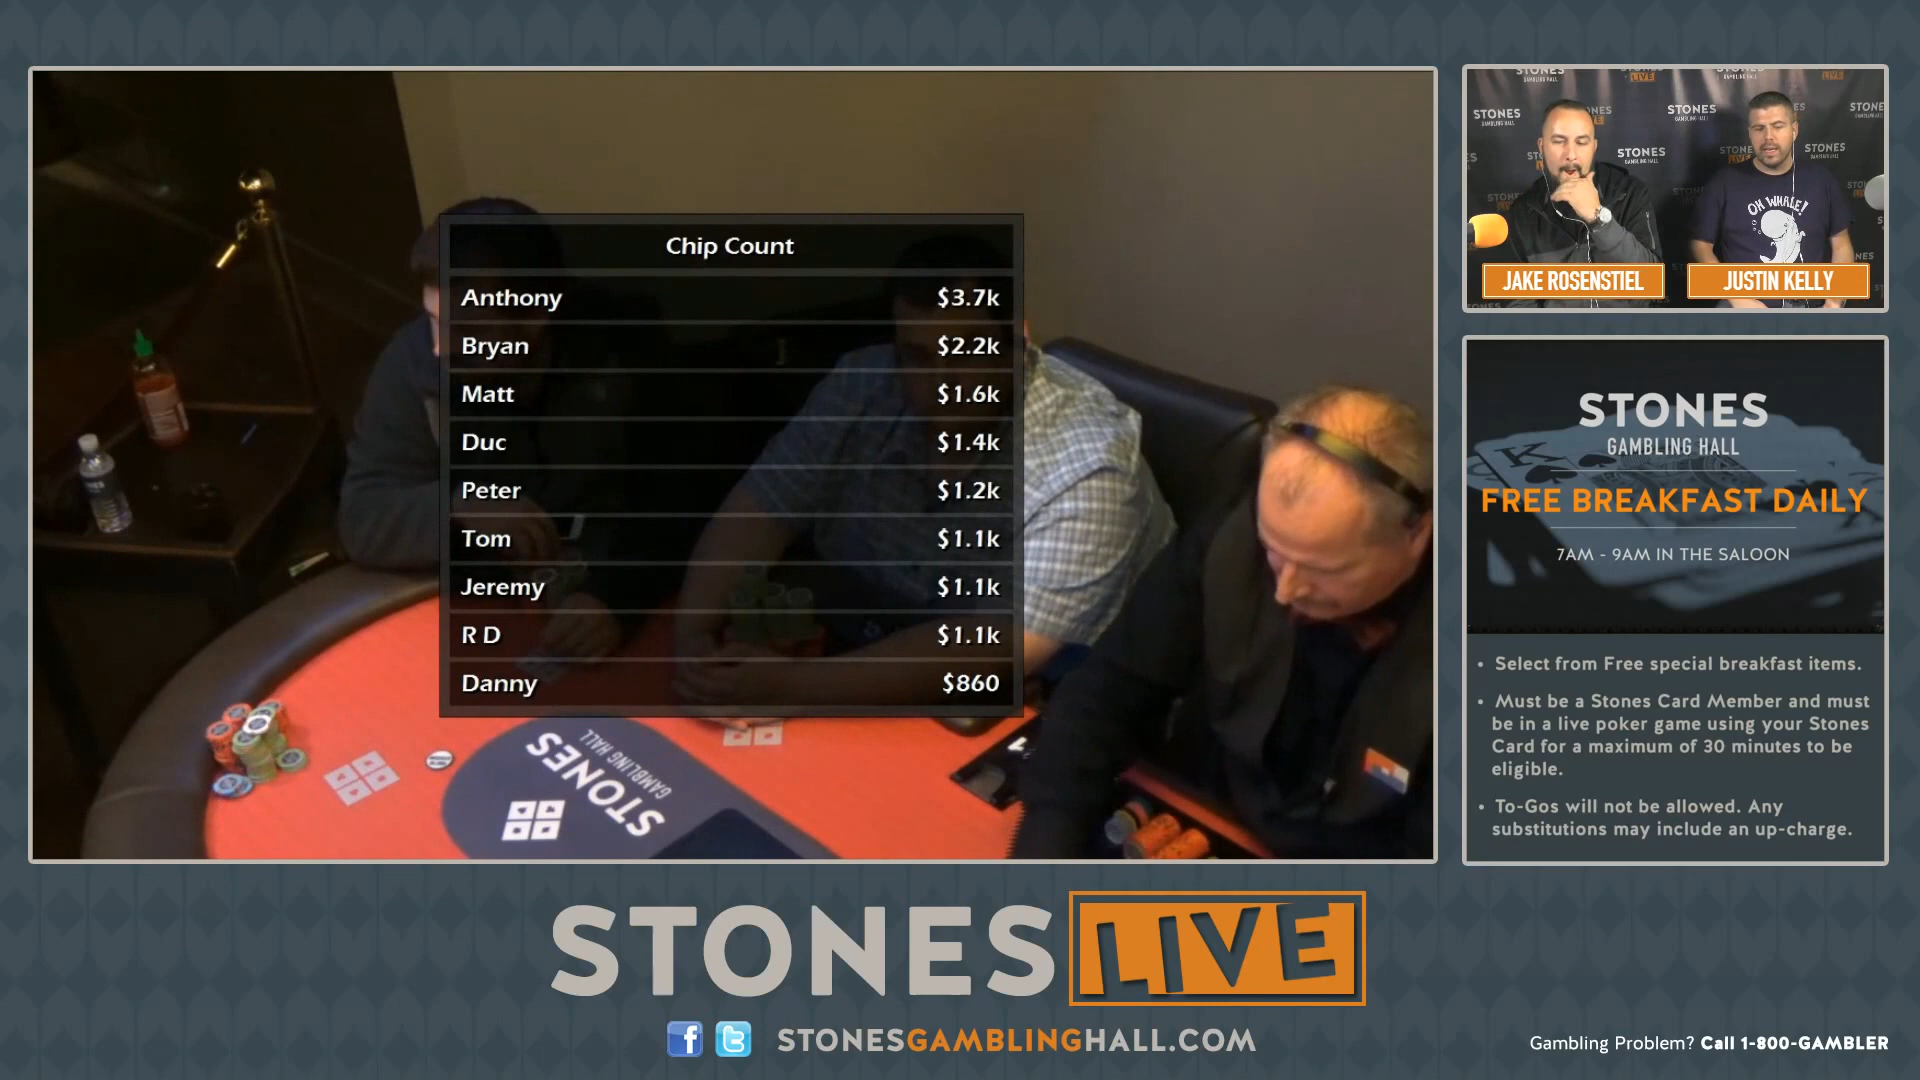 Chip Count
Anthony $3.7k
Bryan $2.2k
Matt $1.6k
Duc $1.4k
Peter $1.2k
Tom $1.1k
Jeremy $1.1k
R D $1.1k
Danny $860
STONES
GAMBLING HALL
OH WHALE!
JAKE ROSENSTIEL
JUSTIN KELLY
STONES
GAMBLING HALL
FREE BREAKFAST DAILY
7AM - 9AM IN THE SALOON
• Select from Free special breakfast items.
• Must be a Stones Card Member and must
be in a live poker game using your Stones
Card for a maximum of 30 minutes to be
eligible.
• To-Gos will not be allowed. Any
substitutions may include an up-charge.
STONES LIVE
STONESGAMBLINGHALL.COM
Gambling Problem? Call 1-800-GAMBLER